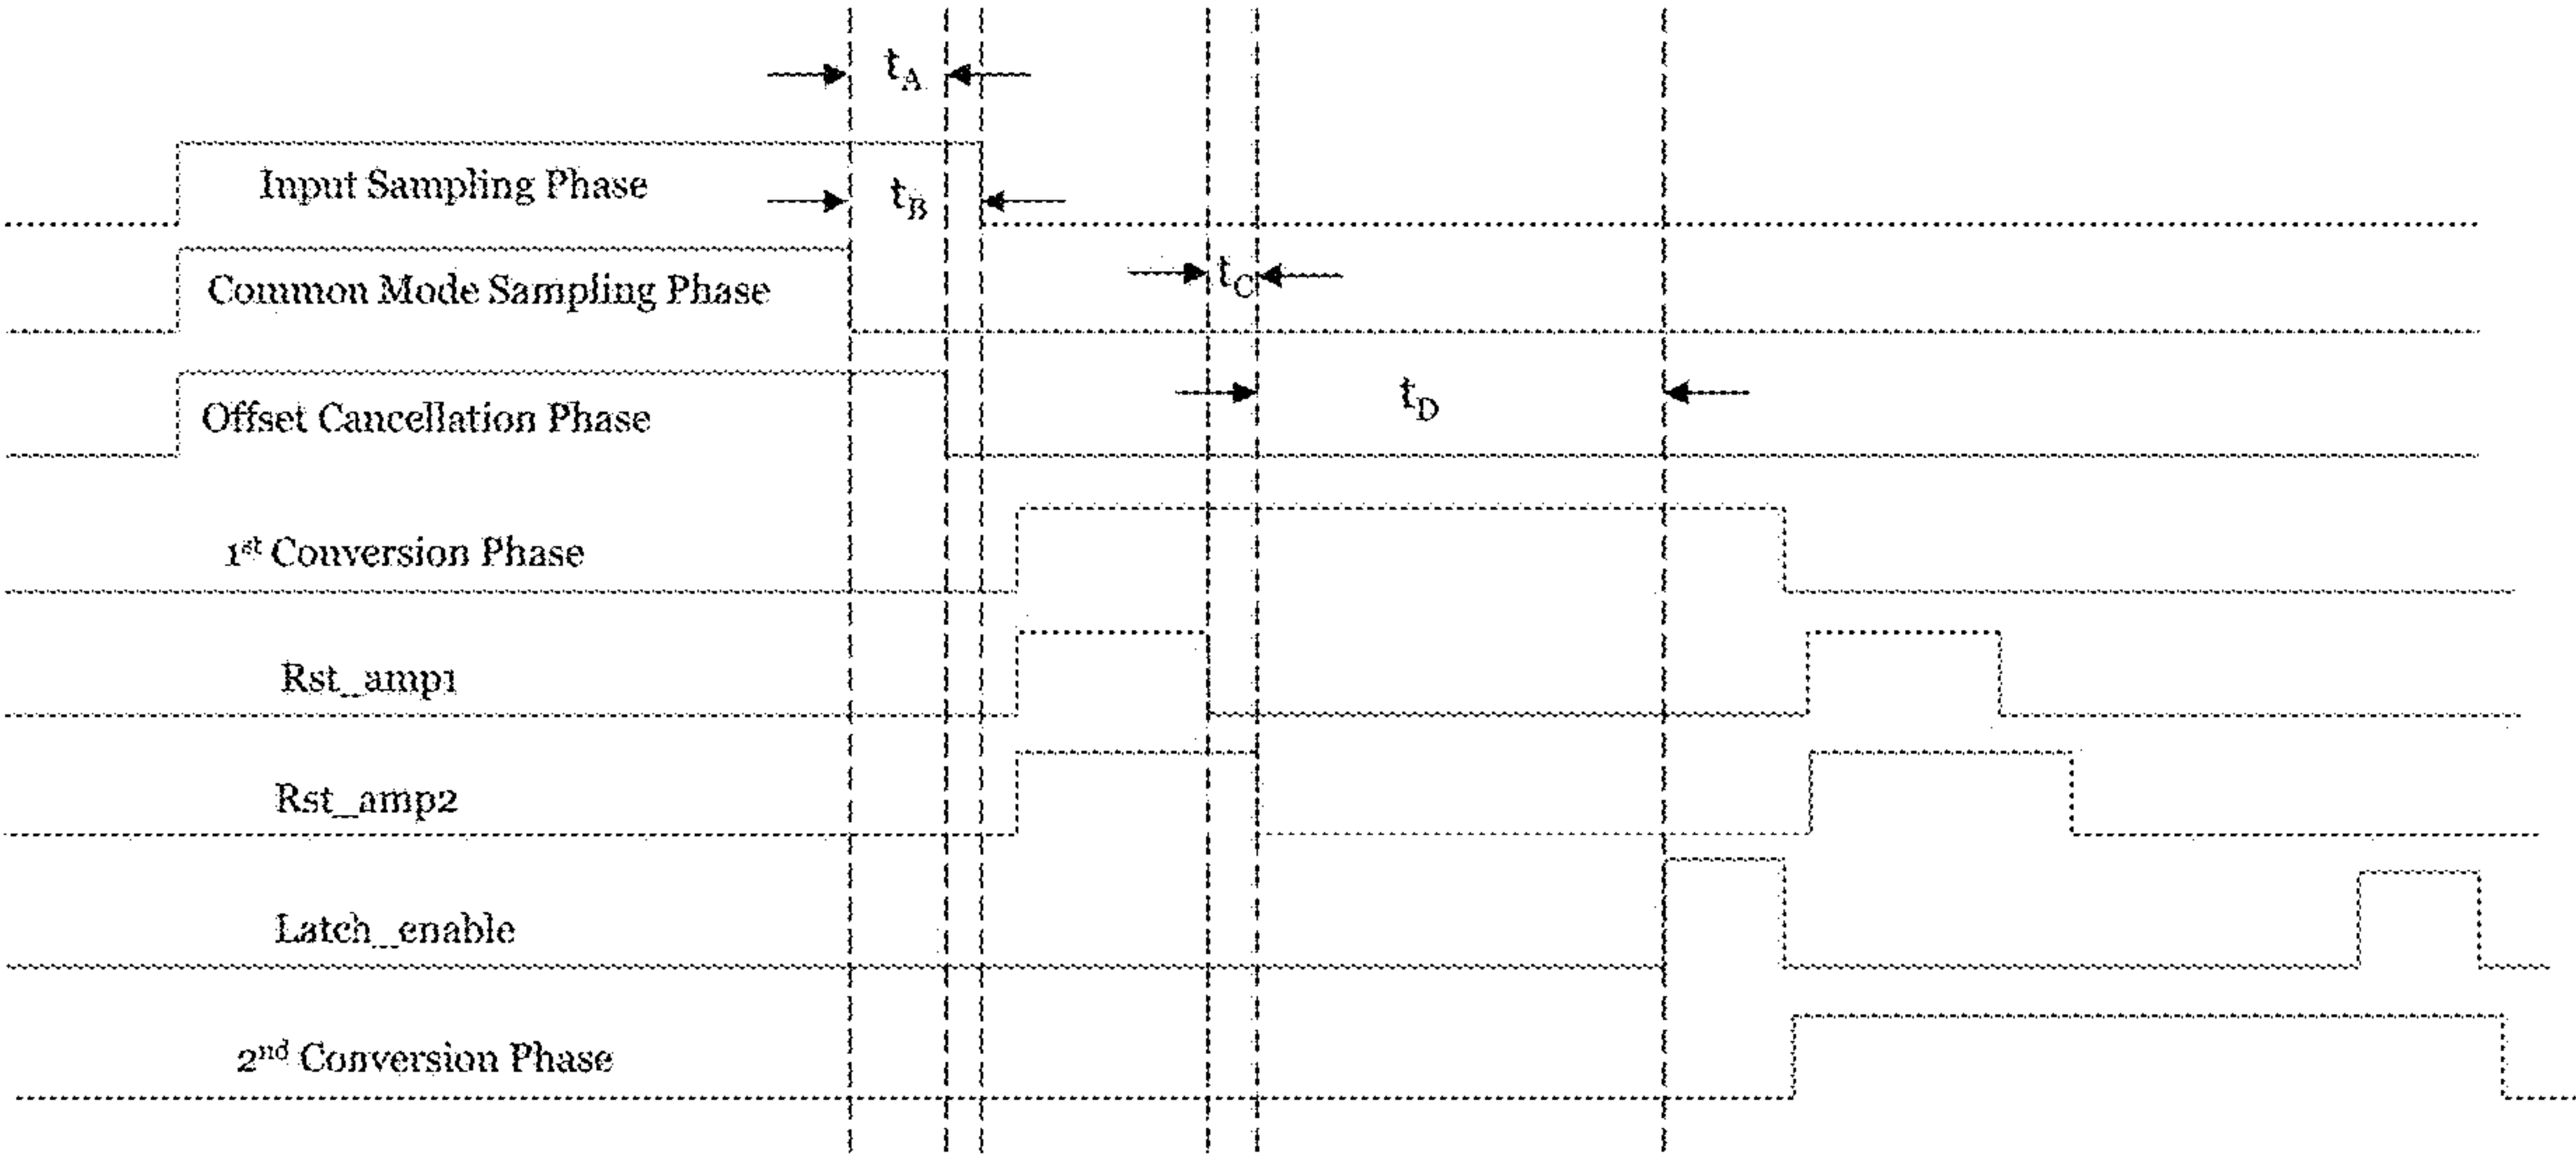 tA
Input Sampling Phase
tB
Common Mode Sampling Phase
tC
Offset Cancellation Phase
tD
1st Conversion Phase
Rst_amp1
Rst_amp2
Latch_enable
2nd Conversion Phase